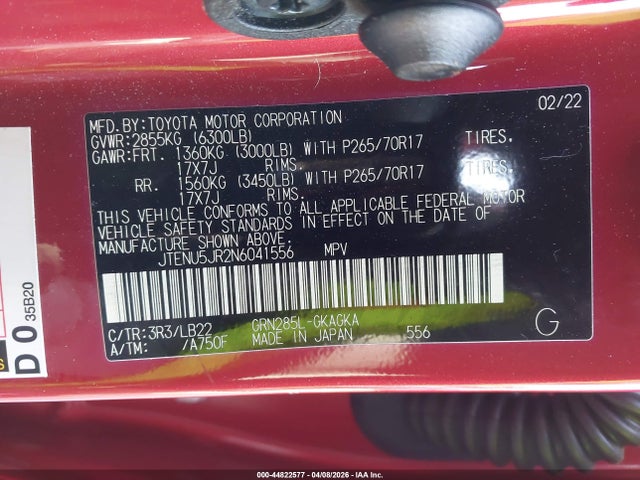 02/22
MFD.BY:TOYOTA MOTOR CORPORATION
GVWR:2855KG (6300LB)
GAWR:FRT. 1360KG (3000LB) WITH P265/70R17 TIRES,
17X7J RIMS,
RR. 1560KG (3450LB) WITH P265/70R17 TIRES,
17X7J RIMS,
THIS VEHICLE CONFORMS TO ALL APPLICABLE FEDERAL MOTOR
VEHICLE SAFETY STANDARDS IN EFFECT ON THE DATE OF
MANUFACTURE SHOWN ABOVE.
JTENU5JR2N6041556 MPV
C/TR:3R3/LB22 GRN285L-GKAGKA 556
A/TM: /A750F MADE IN JAPAN
G
D 0 35B20
S
000-44822577 - 04/08/2026 - IAA Inc.